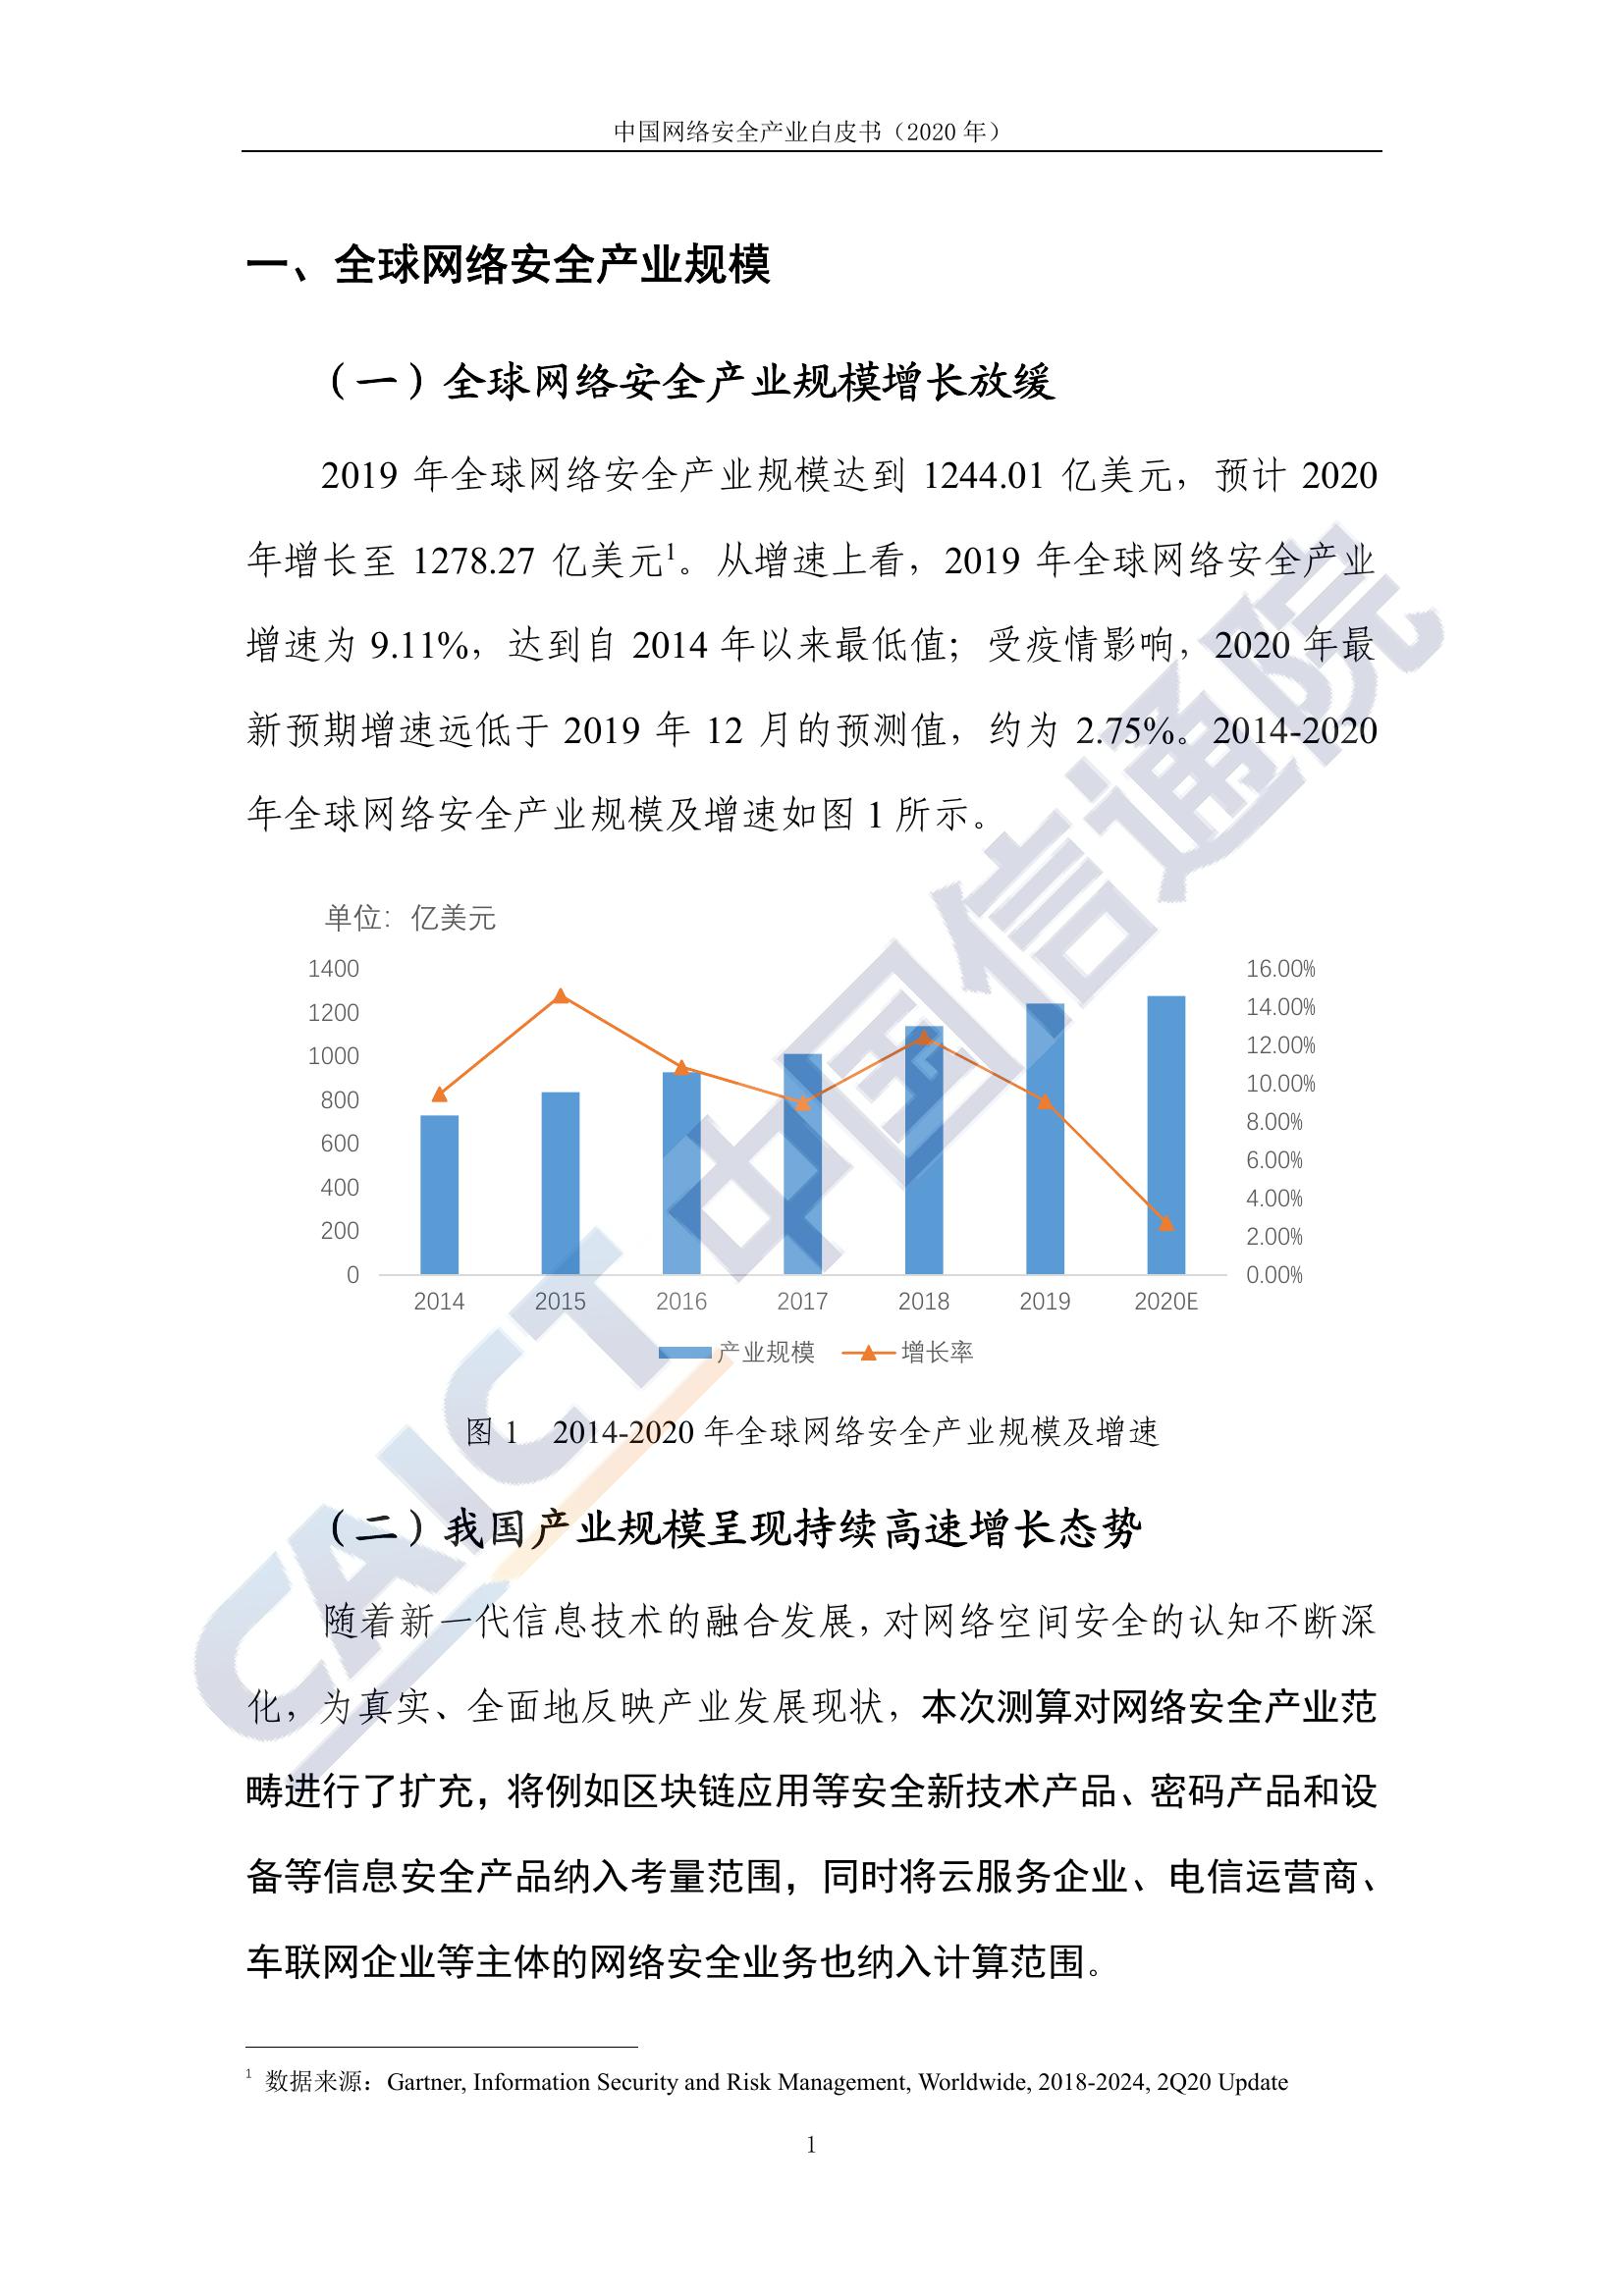 中国网络安全产业白皮书（2020 年）
一、全球网络安全产业规模
（一）全球网络安全产业规模增长放缓
2019 年全球网络安全产业规模达到 1244.01 亿美元，预计 2020
年增长至 1278.27 亿美元1。从增速上看，2019 年全球网络安全产业
增速为 9.11%，达到自 2014 年以来最低值；受疫情影响，2020 年最
新预期增速远低于 2019 年 12 月的预测值，约为 2.75%。2014-2020
年全球网络安全产业规模及增速如图 1 所示。
单位：亿美元
1400
1200
1000
800
600
400
200
0
16.00%
14.00%
12.00%
10.00%
8.00%
6.00%
4.00%
2.00%
0.00%
2014 2015 2016 2017 2018 2019 2020E
产业规模 增长率
图 1 2014-2020 年全球网络安全产业规模及增速
（二）我国产业规模呈现持续高速增长态势
随着新一代信息技术的融合发展，对网络空间安全的认知不断深
化，为真实、全面地反映产业发展现状，本次测算对网络安全产业范
畴进行了扩充，将例如区块链应用等安全新技术产品、密码产品和设
备等信息安全产品纳入考量范围，同时将云服务企业、电信运营商、
车联网企业等主体的网络安全业务也纳入计算范围。
1 数据来源：Gartner, Information Security and Risk Management, Worldwide, 2018-2024, 2Q20 Update
1
CAICT 中国信通院